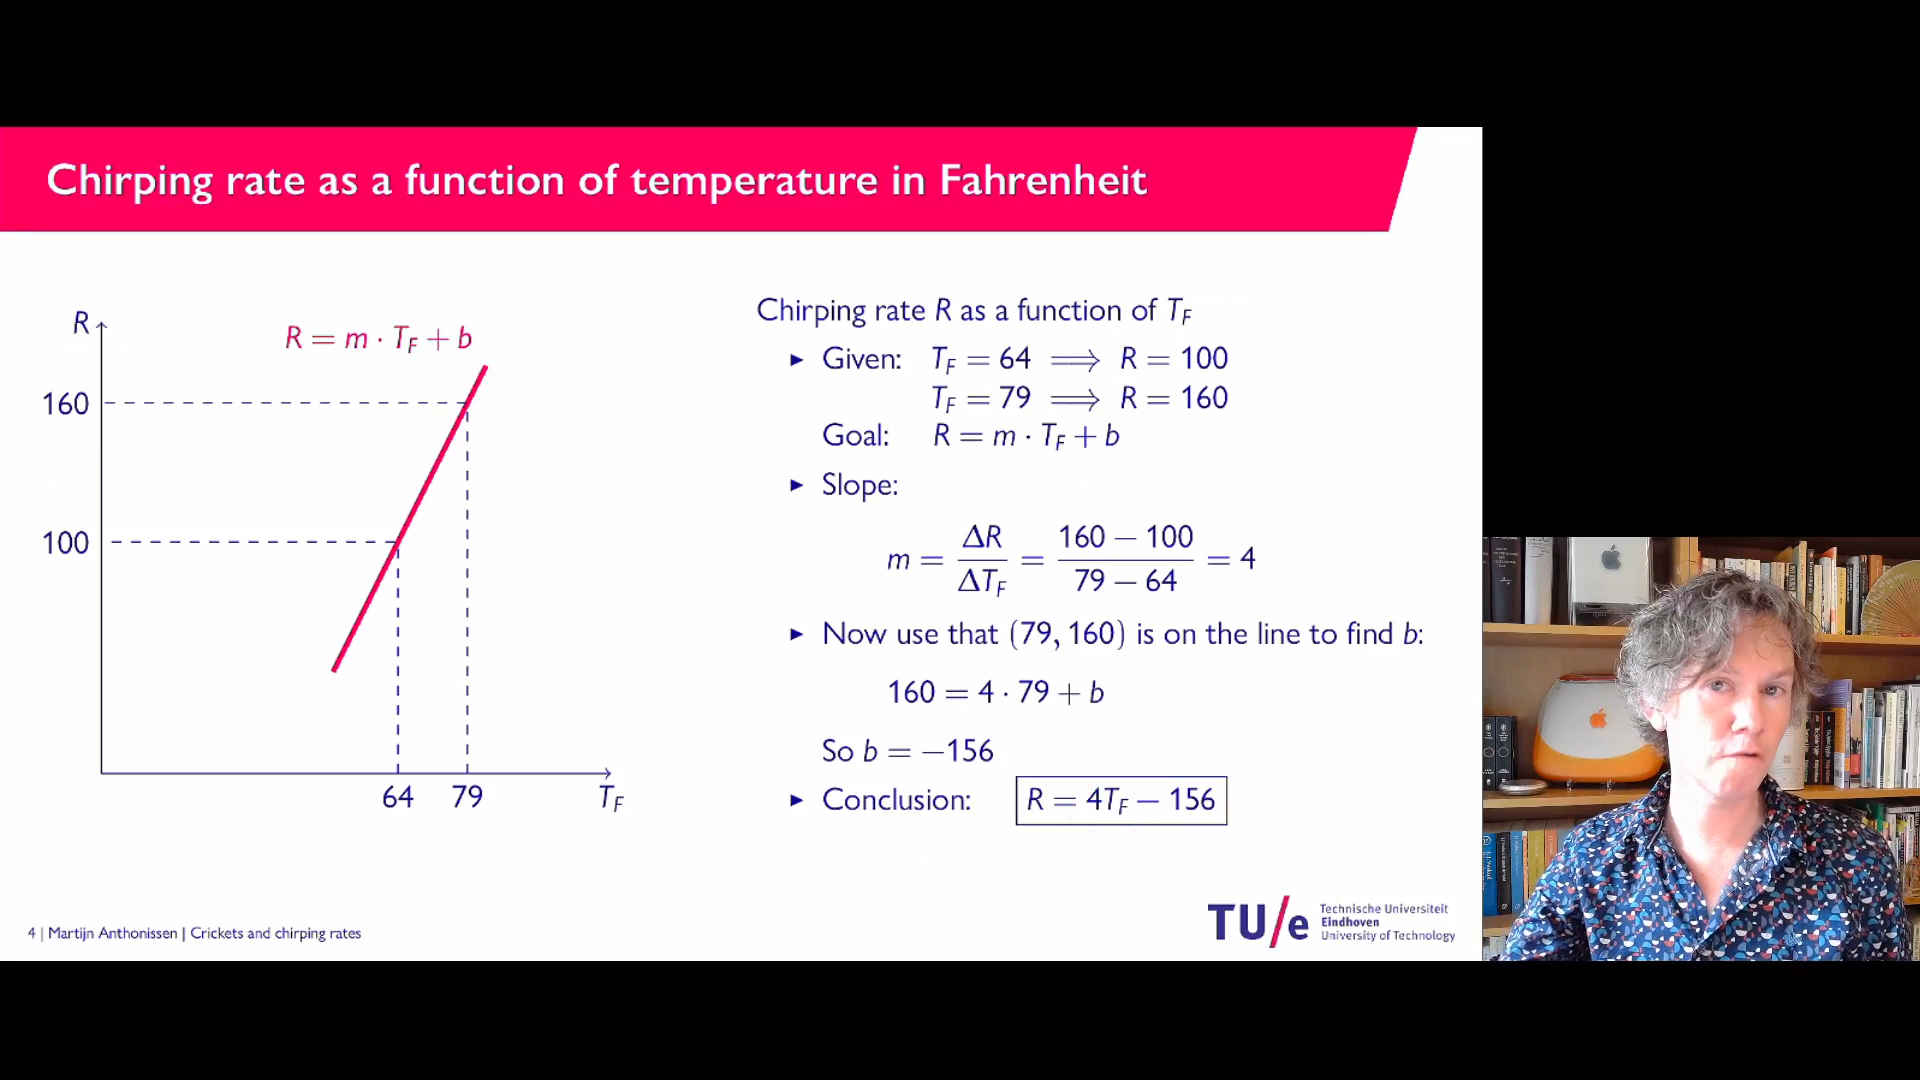 Chirping rate as a function of temperature in Fahrenheit
R
R = m · T_F + b
160
100
64 79 T_F
Chirping rate R as a function of T_F
▸ Given: T_F = 64 ⟹ R = 100
T_F = 79 ⟹ R = 160
Goal: R = m · T_F + b
▸ Slope:
m = ΔR/ΔT_F = (160 − 100)/(79 − 64) = 4
▸ Now use that (79, 160) is on the line to find b:
160 = 4 · 79 + b
So b = −156
▸ Conclusion: R = 4T_F − 156
4 | Martijn Anthonissen | Crickets and chirping rates
TU/e Technische Universiteit
Eindhoven
University of Technology